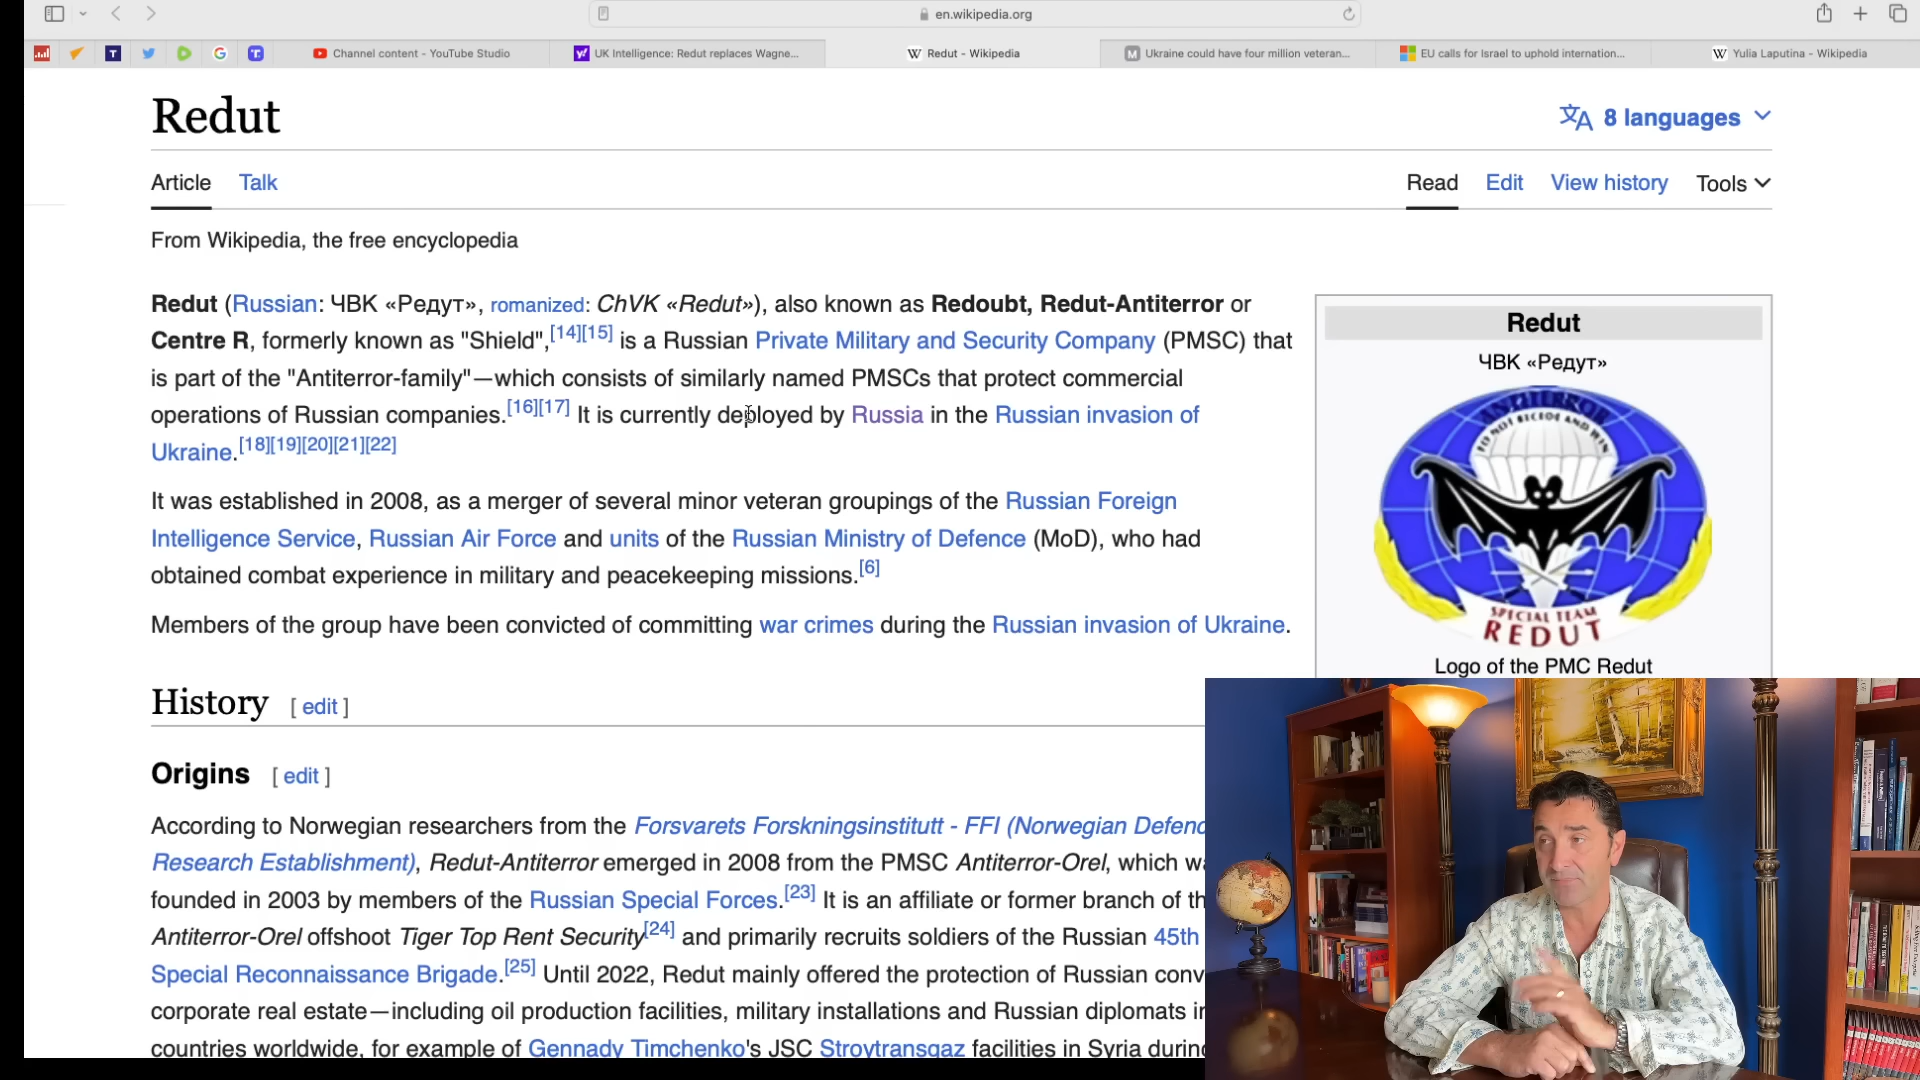 en.wikipedia.org
Channel content - YouTube Studio
UK Intelligence: Redut replaces Wagne...
Redut - Wikipedia
Ukraine could have four million veteran...
EU calls for Israel to uphold internation...
Yulia Laputina - Wikipedia
Redut
8 languages
Article Talk
Read Edit View history Tools
From Wikipedia, the free encyclopedia
Redut (Russian: ЧВК «Редут», romanized: ChVK «Redut»), also known as Redoubt, Redut-Antiterror or
Centre R, formerly known as "Shield",[14][15] is a Russian Private Military and Security Company (PMSC) that
is part of the "Antiterror-family"—which consists of similarly named PMSCs that protect commercial
operations of Russian companies.[16][17] It is currently deployed by Russia in the Russian invasion of
Ukraine.[18][19][20][21][22]
It was established in 2008, as a merger of several minor veteran groupings of the Russian Foreign
Intelligence Service, Russian Air Force and units of the Russian Ministry of Defence (MoD), who had
obtained combat experience in military and peacekeeping missions.[6]
Members of the group have been convicted of committing war crimes during the Russian invasion of Ukraine.
Redut
ЧВК «Редут»
ANTITERROR
DO NOT RECEDE AND WIN
SPECIAL TEAM
REDUT
Logo of the PMC Redut
History [ edit ]
Origins [ edit ]
According to Norwegian researchers from the Forsvarets Forskningsinstitutt - FFI (Norwegian Defenc
Research Establishment), Redut-Antiterror emerged in 2008 from the PMSC Antiterror-Orel, which wa
founded in 2003 by members of the Russian Special Forces.[23] It is an affiliate or former branch of th
Antiterror-Orel offshoot Tiger Top Rent Security[24] and primarily recruits soldiers of the Russian 45th
Special Reconnaissance Brigade.[25] Until 2022, Redut mainly offered the protection of Russian conv
corporate real estate—including oil production facilities, military installations and Russian diplomats in
countries worldwide, for example of Gennady Timchenko's JSC Stroytransgaz facilities in Syria during